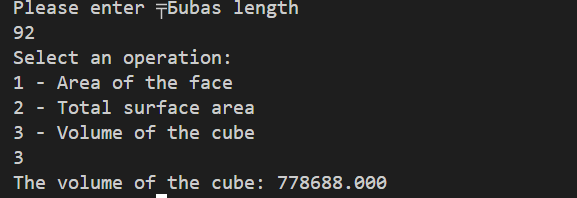 Please enter ╤Бubas length
92
Select an operation:
1 - Area of the face
2 - Total surface area
3 - Volume of the cube
3
The volume of the cube: 778688.000